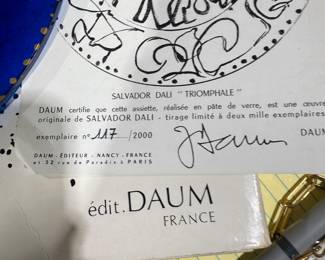 SALVADOR DALI "TRIOMPHALE"
DAUM certifie que cette assiette, réalisée en pâte de verre, est une œuvre
originale de SALVADOR DALI - tirage limité à deux mille exemplaires
exemplaire n° 117/2000
DAUM
DAUM - ÉDITEUR - NANCY - FRANCE
et 32 rue de Paradis à PARIS
édit. DAUM
FRANCE